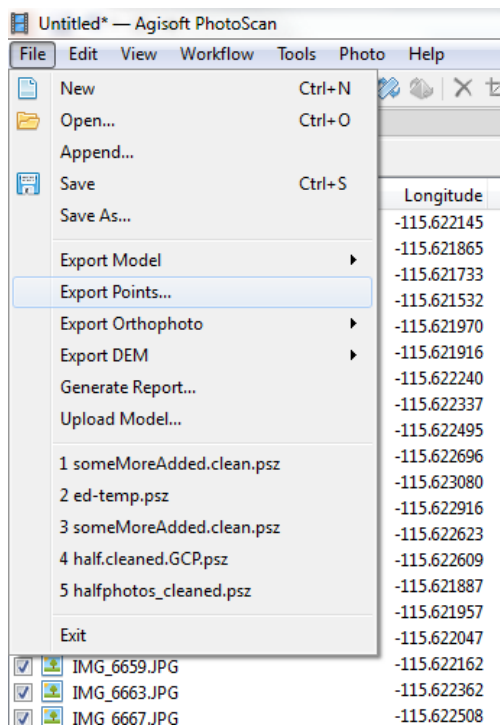 Untitled* — Agisoft PhotoScan
File Edit View Workflow Tools Photo Help
New Ctrl+N
Open... Ctrl+O
Append...
Save Ctrl+S
Save As...
Export Model
Export Points...
Export Orthophoto
Export DEM
Generate Report...
Upload Model...
1 someMoreAdded.clean.psz
2 ed-temp.psz
3 someMoreAdded.clean.psz
4 half.cleaned.GCP.psz
5 halfphotos_cleaned.psz
Exit
Longitude
-115.622145
-115.621865
-115.621733
-115.621532
-115.621970
-115.621916
-115.622240
-115.622337
-115.622495
-115.622696
-115.623080
-115.622916
-115.622623
-115.622609
-115.621887
-115.621957
-115.622047
IMG_6659.JPG -115.622162
IMG_6663.JPG -115.622362
IMG_6667.JPG -115.622508